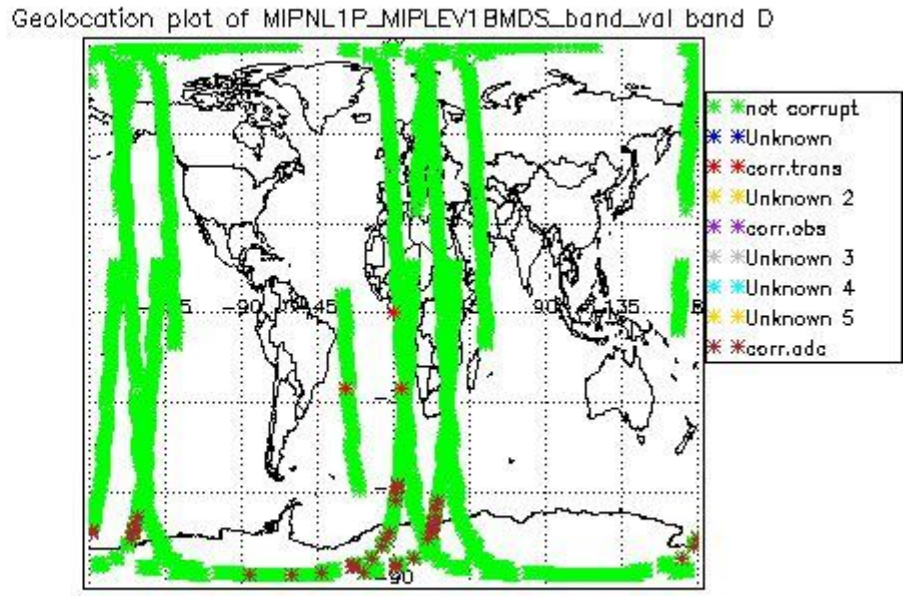 Geolocation plot of MIPNL1P_MIPLEV1BMDS_band_val band D
not corrupt
Unknown
corr.trans
Unknown 2
corr.obs
Unknown 3
Unknown 4
Unknown 5
corr.adc
-90
-45
90
135
-90